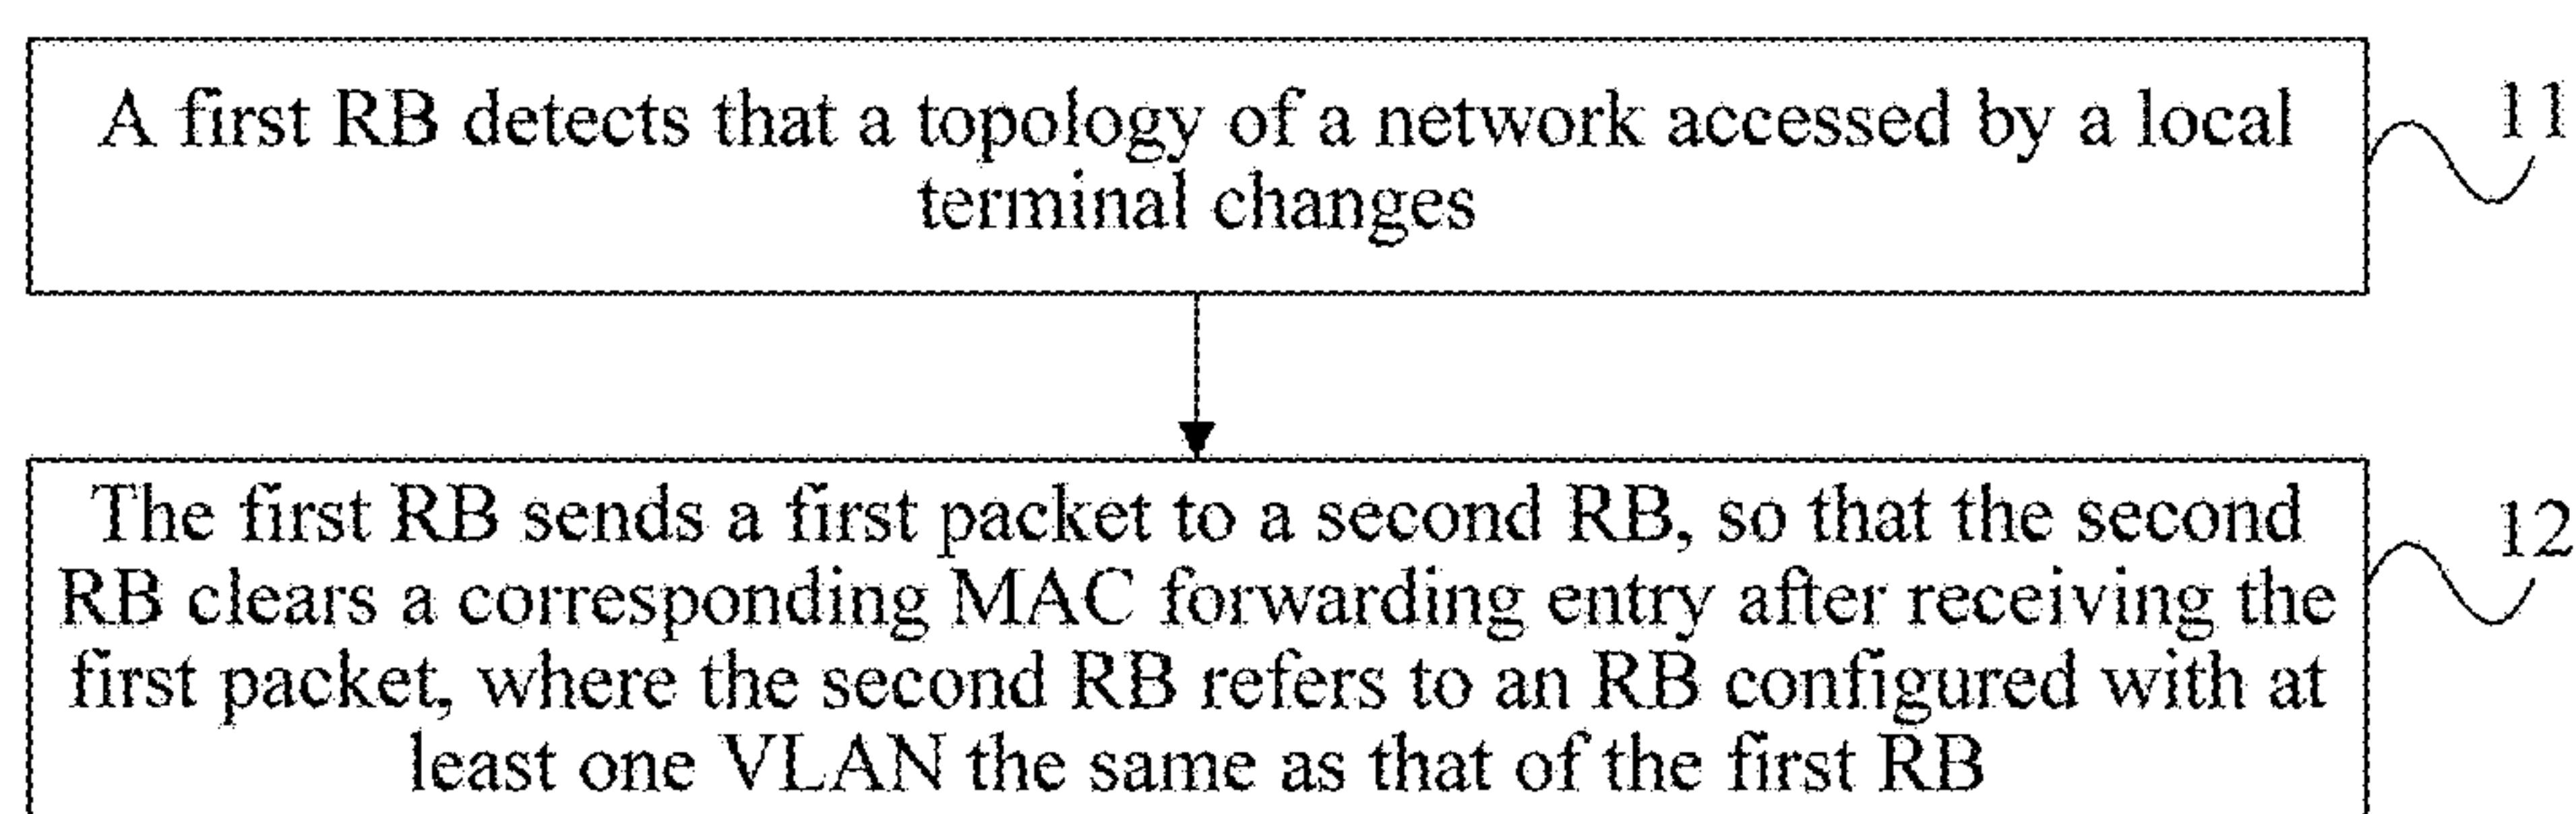 A first RB detects that a topology of a network accessed by a local
terminal changes
11
The first RB sends a first packet to a second RB, so that the second
RB clears a corresponding MAC forwarding entry after receiving the
first packet, where the second RB refers to an RB configured with at
least one VLAN the same as that of the first RB
12